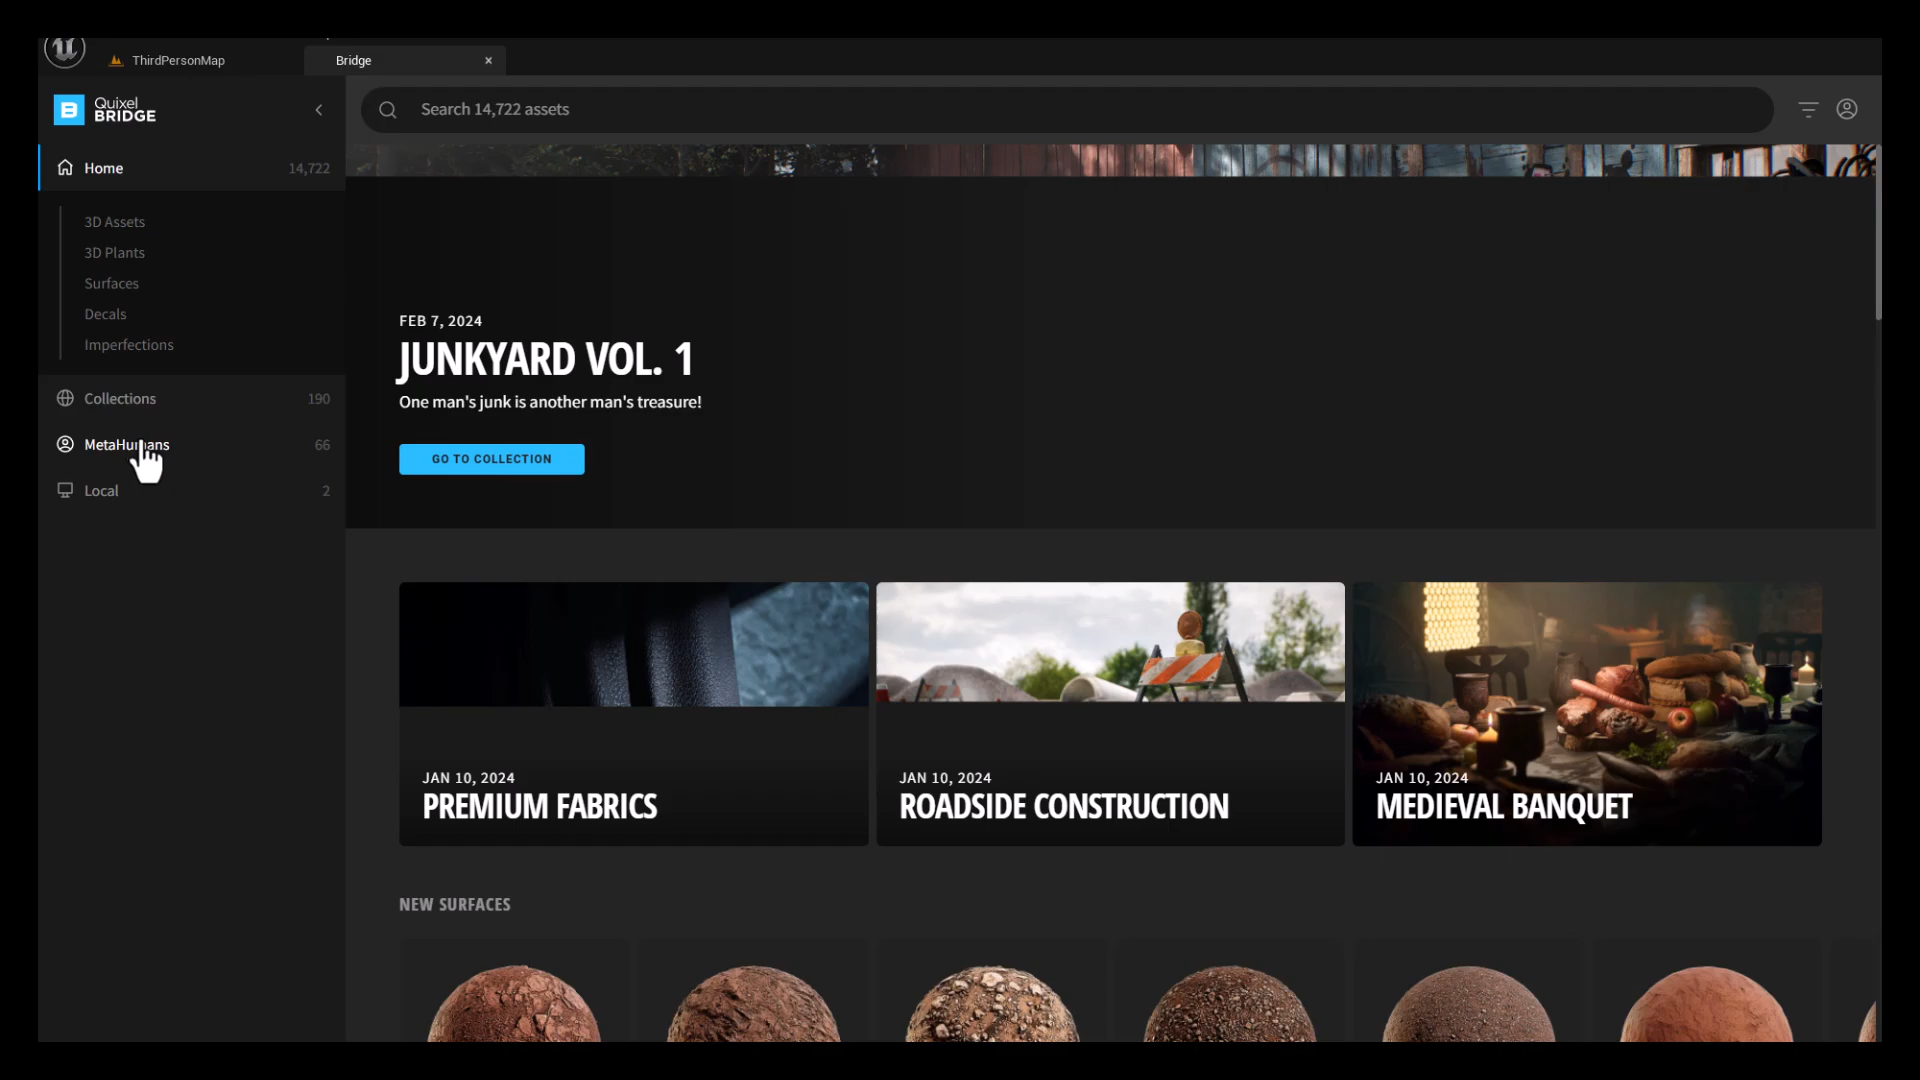 ThirdPersonMap
Bridge
Quixel
BRIDGE
Search 14,722 assets
Home 14,722
3D Assets
3D Plants
Surfaces
Decals
Imperfections
Collections 190
MetaHumans 66
Local 2
FEB 7, 2024
JUNKYARD VOL. 1
One man's junk is another man's treasure!
GO TO COLLECTION
JAN 10, 2024
PREMIUM FABRICS
JAN 10, 2024
ROADSIDE CONSTRUCTION
JAN 10, 2024
MEDIEVAL BANQUET
NEW SURFACES